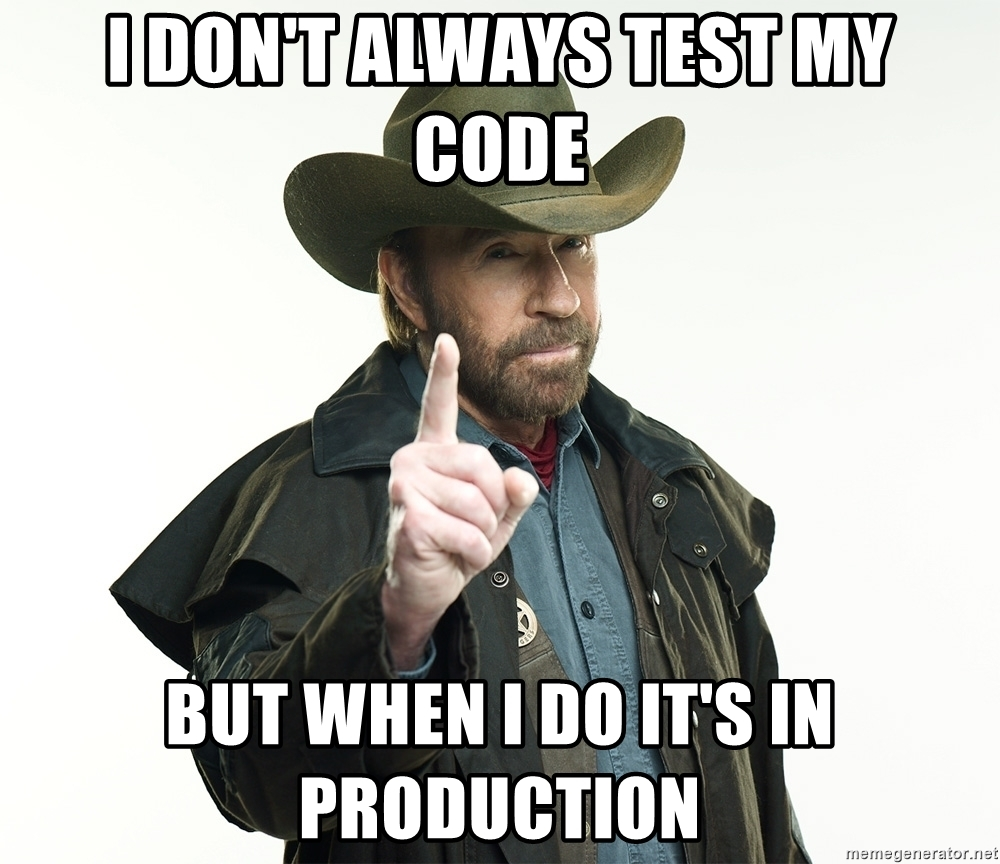 I DON'T ALWAYS TEST MY
CODE
BUT WHEN I DO IT'S IN
PRODUCTION
memegenerator.net